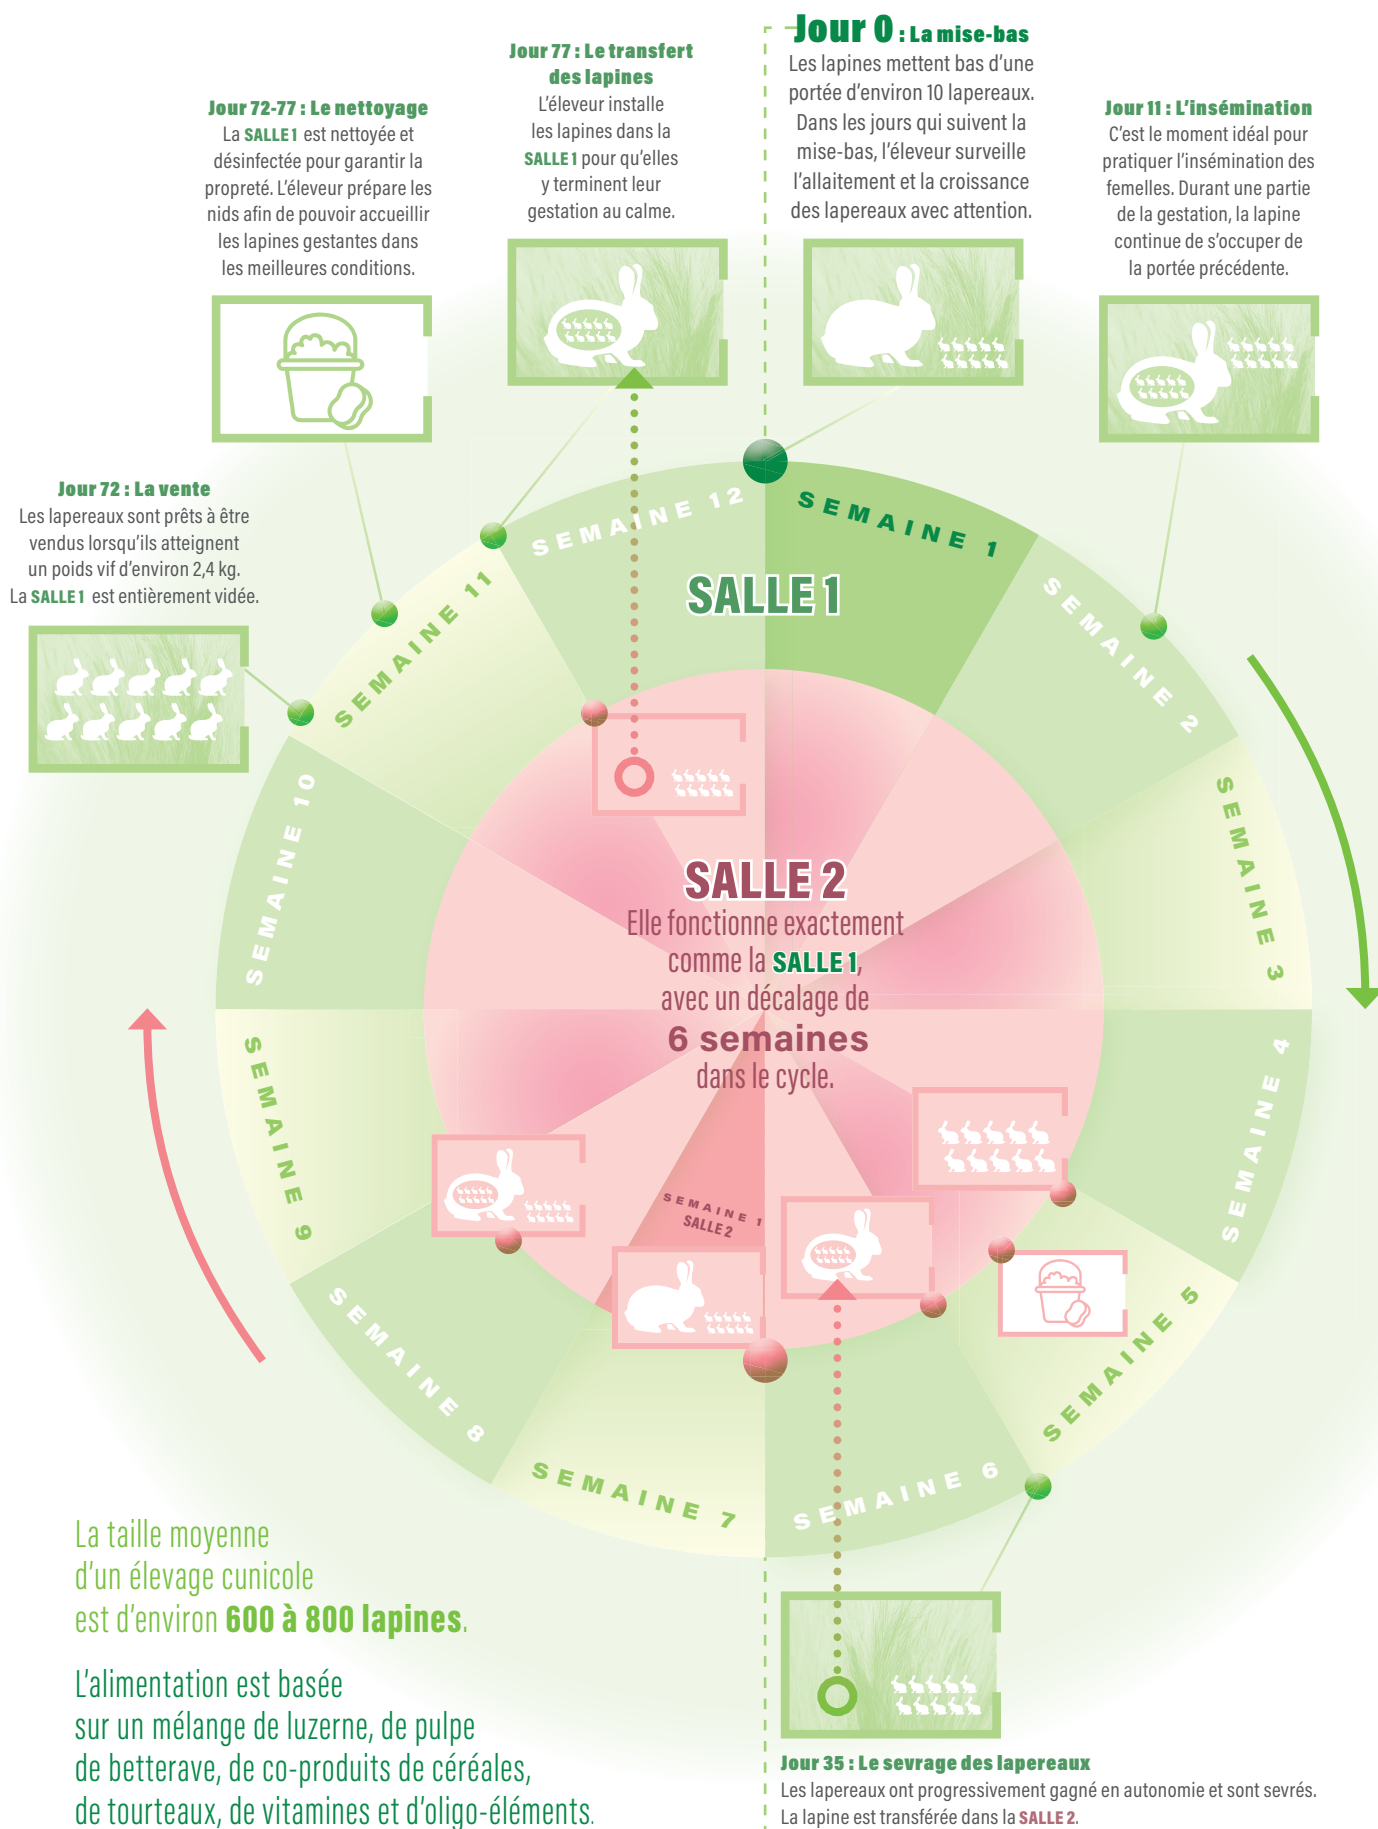 Jour 0 : La mise-bas
Les lapines mettent bas d’une
portée d’environ 10 lapereaux.
Dans les jours qui suivent la
mise-bas, l’éleveur surveille
l’allaitement et la croissance
des lapereaux avec attention.
Jour 11 : L’insémination
C’est le moment idéal pour
pratiquer l’insémination des
femelles. Durant une partie
de la gestation, la lapine
continue de s’occuper de
la portée précédente.
Jour 77 : Le transfert
des lapines
L’éleveur installe
les lapines dans la
SALLE 1 pour qu’elles
y terminent leur
gestation au calme.
Jour 72-77 : Le nettoyage
La SALLE 1 est nettoyée et
désinfectée pour garantir la
propreté. L’éleveur prépare les
nids afin de pouvoir accueillir
les lapines gestantes dans
les meilleures conditions.
Jour 72 : La vente
Les lapereaux sont prêts à être
vendus lorsqu’ils atteignent
un poids vif d’environ 2,4 kg.
La SALLE 1 est entièrement vidée.
SEMAINE 1
SEMAINE 2
SEMAINE 3
SEMAINE 4
SEMAINE 5
SEMAINE 6
SEMAINE 7
SEMAINE 8
SEMAINE 9
SEMAINE 10
SEMAINE 11
SEMAINE 12
SALLE 1
SALLE 2
Elle fonctionne exactement
comme la SALLE 1,
avec un décalage de
6 semaines
dans le cycle.
SEMAINE 1
SALLE 2
La taille moyenne
d’un élevage cunicole
est d’environ 600 à 800 lapines.
L’alimentation est basée
sur un mélange de luzerne, de pulpe
de betterave, de co-produits de céréales,
de tourteaux, de vitamines et d’oligo-éléments.
Jour 35 : Le sevrage des lapereaux
Les lapereaux ont progressivement gagné en autonomie et sont sevrés.
La lapine est transférée dans la SALLE 2.